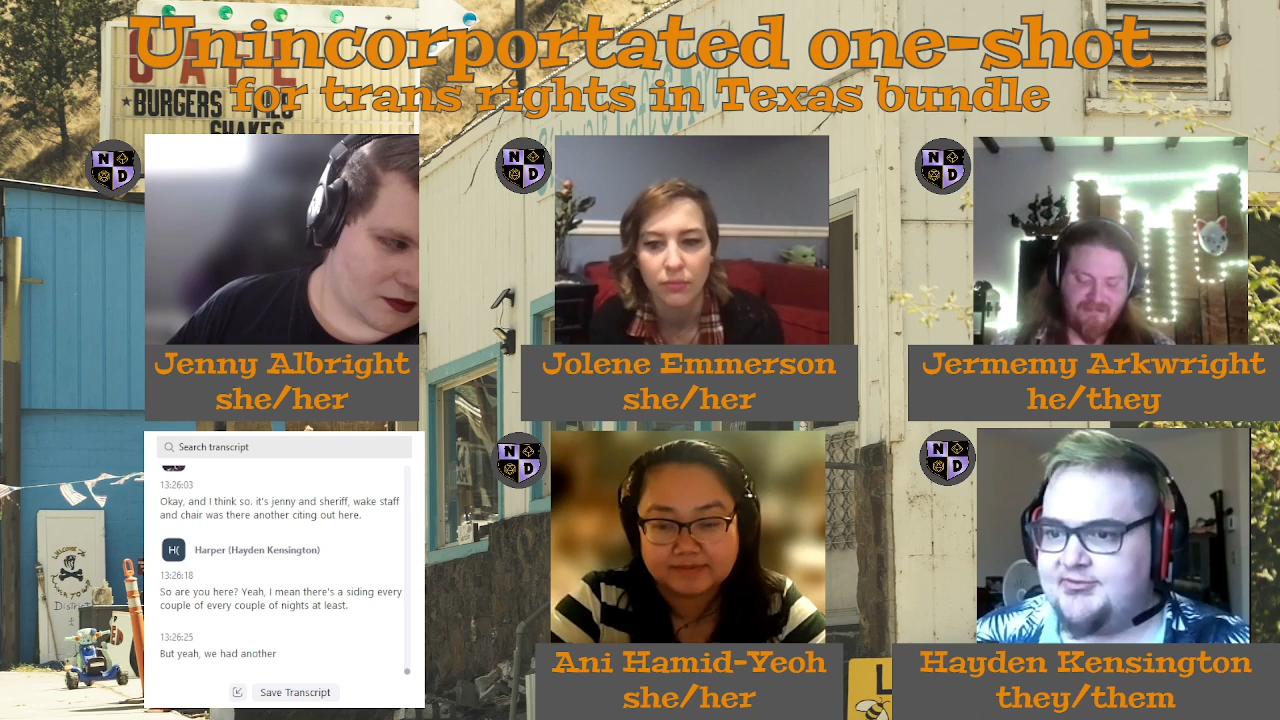 Unincorportated one-shot
for trans rights in Texas bundle
CAFE
★BURGERS PIES
SHAKES
N D
N D
N D
Jenny Albright
she/her
Jolene Emmerson
she/her
Jermemy Arkwright
he/they
Search transcript
13:26:03
Okay, and I think so. it's jenny and sheriff, wake staff
and chair was there another citing out here.
H( Harper (Hayden Kensington)
13:26:18
So are you here? Yeah, I mean there's a siding every
couple of every couple of nights at least.
13:26:25
But yeah, we had another
Save Transcript
N D
N D
Ani Hamid-Yeoh
she/her
Hayden Kensington
they/them
WELCOME
District
L